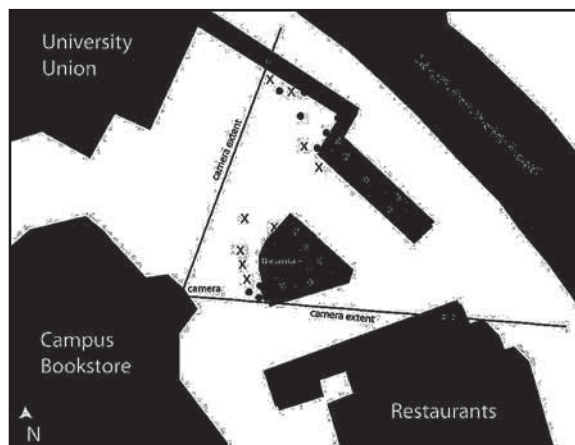 University
Union
camera extent
camera
camera extent
Campus
Bookstore
Restaurants
N